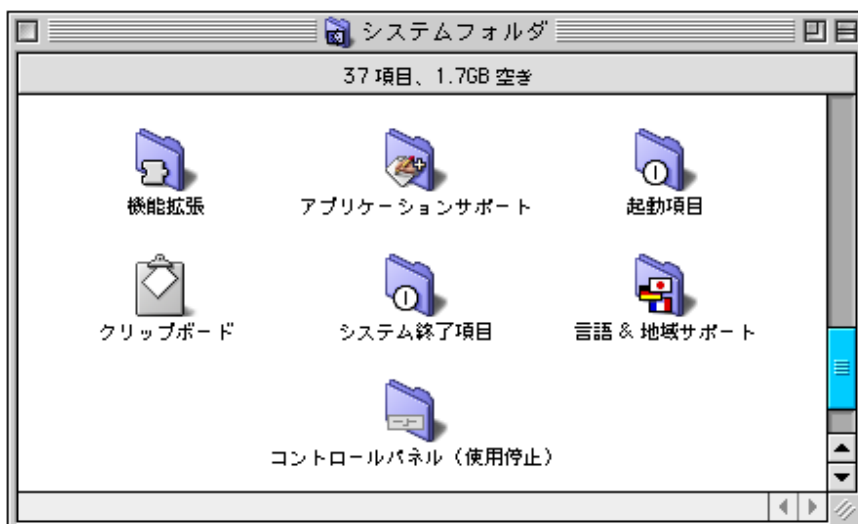 システムフォルダ
37 項目、1.7GB 空き
機能拡張
アプリケーションサポート
起動項目
クリップボード
システム終了項目
言語 & 地域サポート
コントロールパネル（使用停止）